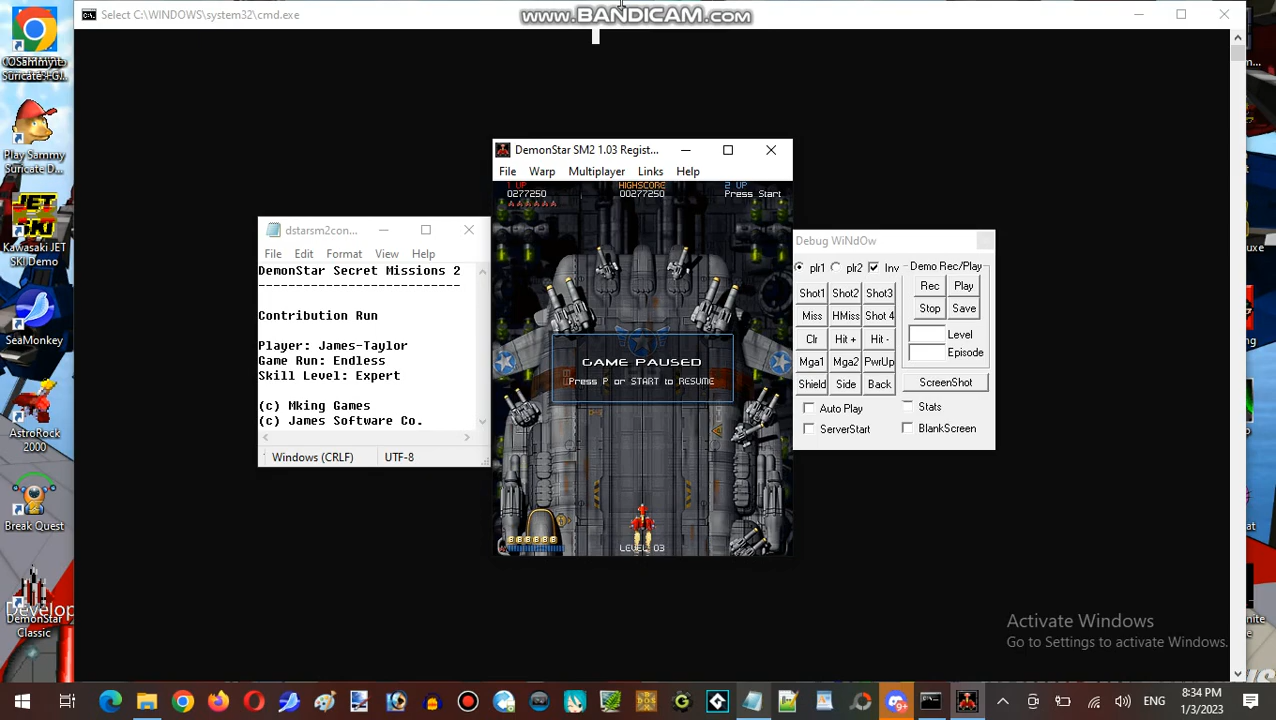 Select C:\WINDOWS\system32\cmd.exe
www.BANDICAM.com
Play Sammy
Suricate D...
Kawasaki JET
SKI Demo
SeaMonkey
AstroRock
2000
Break Quest
DemonStar
Classic
dstarsm2con...
File Edit Format View Help
DemonStar Secret Missions 2
---------------------------
Contribution Run
Player: James-Taylor
Game Run: Endless
Skill Level: Expert
(c) Mking Games
(c) James Software Co.
Windows (CRLF) UTF-8
DemonStar SM2 1.03 Regist...
File Warp Multiplayer Links Help
1 UP HIGHSCORE 2 UP
0277250 00277250 Press Start
GAME PAUSED
Press P or START to RESUME
LEVEL 03
Debug WiNdOw
plr1 plr2 Inv
Demo Rec/Play
Shot1 Shot2 Shot3 Rec Play
Miss HMiss Shot 4 Stop Save
Clr Hit + Hit - Level
Mga1 Mga2 PwrUp Episode
Shield Side Back ScreenShot
Auto Play Stats
ServerStart BlankScreen
Activate Windows
Go to Settings to activate Windows.
9+
ENG
8:34 PM
1/3/2023